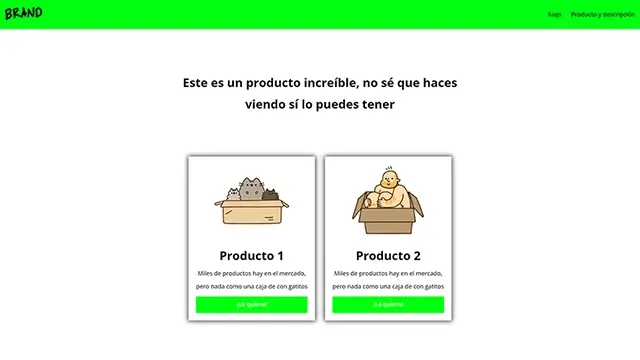 BRAND
Faqs Producto y descripción
Este es un producto increíble, no sé que haces
viendo sí lo puedes tener
Producto 1
Miles de productos hay en el mercado,
pero nada como una caja de con gatitos
¡Lo quiero!
Producto 2
Miles de productos hay en el mercado,
pero nada como una caja de con gatitos
¡Lo quiero!